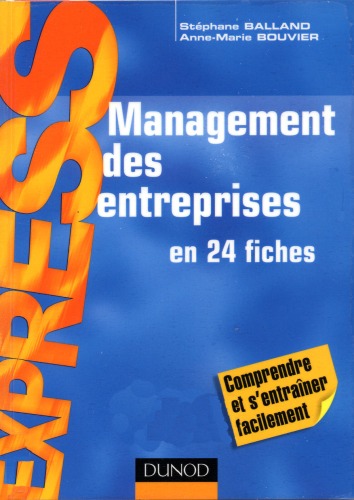 Stéphane BALLAND
Anne-Marie BOUVIER
EXPRESS
Management
des
entreprises
en 24 fiches
Comprendre
et s'entraîner
facilement
DUNOD